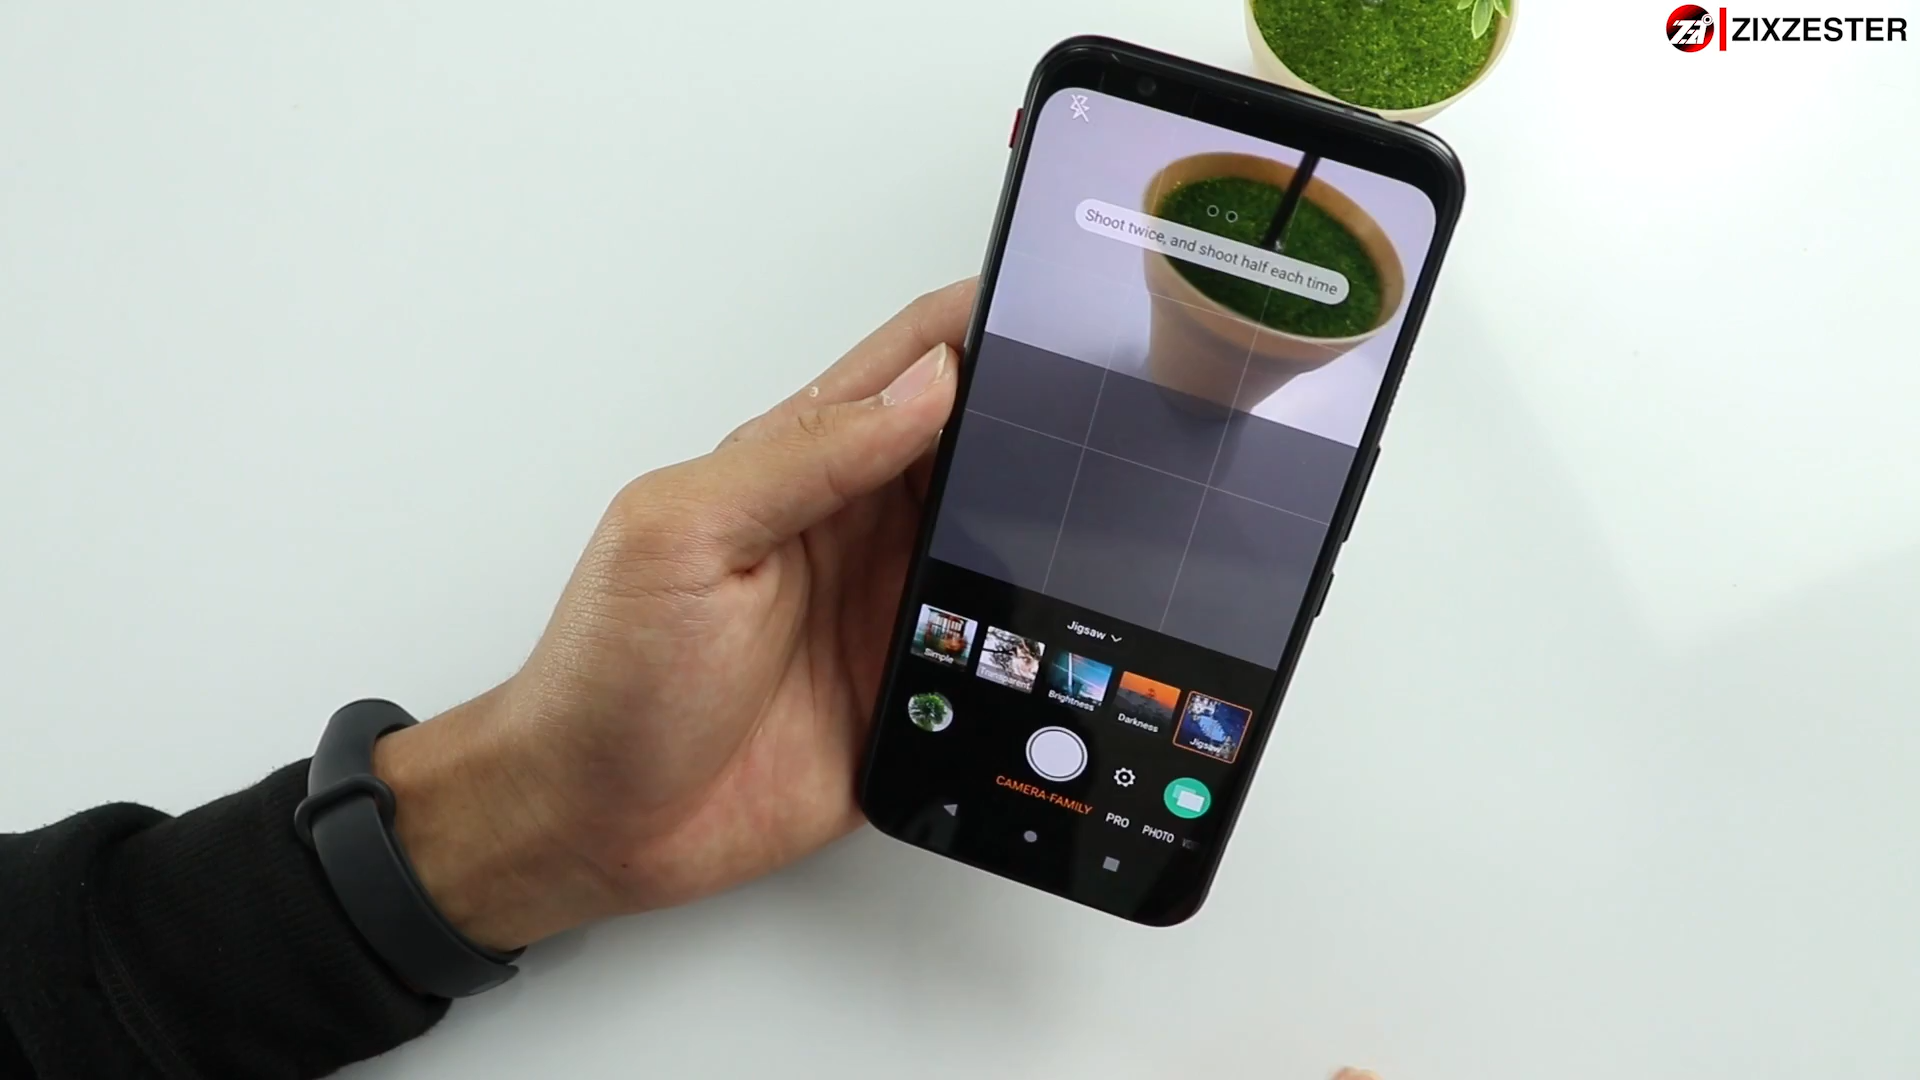 ZIXZESTER
Shoot twice, and shoot half each time
Jigsaw
Simple
Transparent
Brightness
Darkness
Jigsaw
CAMERA-FAMILY
PRO
PHOTO